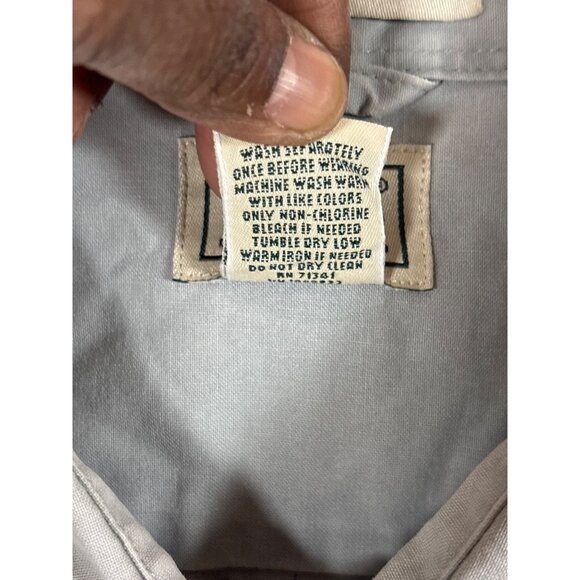 WASH SEPARATELY
ONCE BEFORE WEARING
MACHINE WASH WARM
WITH LIKE COLORS
ONLY NON-CHLORINE
BLEACH IF NEEDED
TUMBLE DRY LOW
WARM IRON IF NEEDED
DO NOT DRY CLEAN
RN 71341